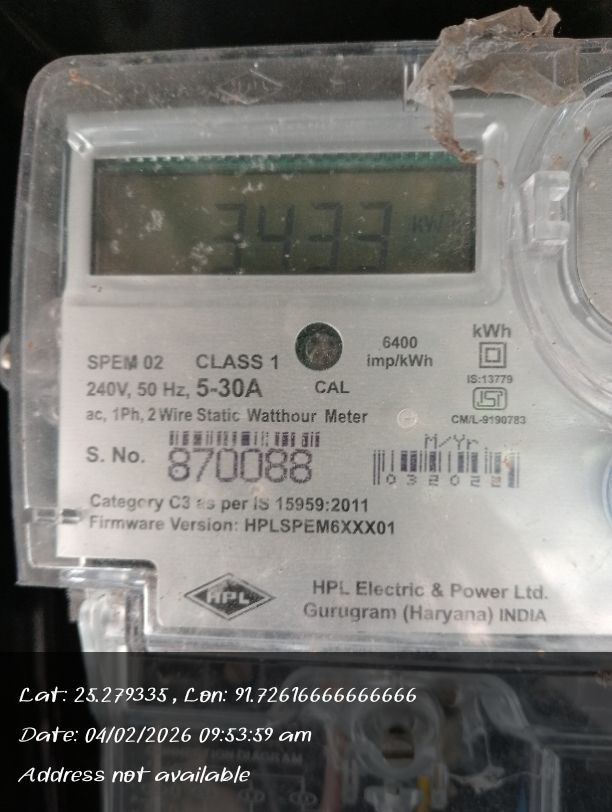 3433 kW
SPEM 02 CLASS 1
240V, 50 Hz, 5-30A
CAL
6400
imp/kWh
kWh
IS:13779
CM/L-9190783
ac, 1Ph, 2 Wire Static Watthour Meter
S. No. 870088
M/Yr
Category C3 as per IS 15959:2011
Firmware Version: HPLSPEM6XXX01
HPL
HPL Electric & Power Ltd.
Gurugram (Haryana) INDIA
Lat: 25.279335 , Lon: 91.72616666666666
Date: 04/02/2026 09:53:59 am
Address not available